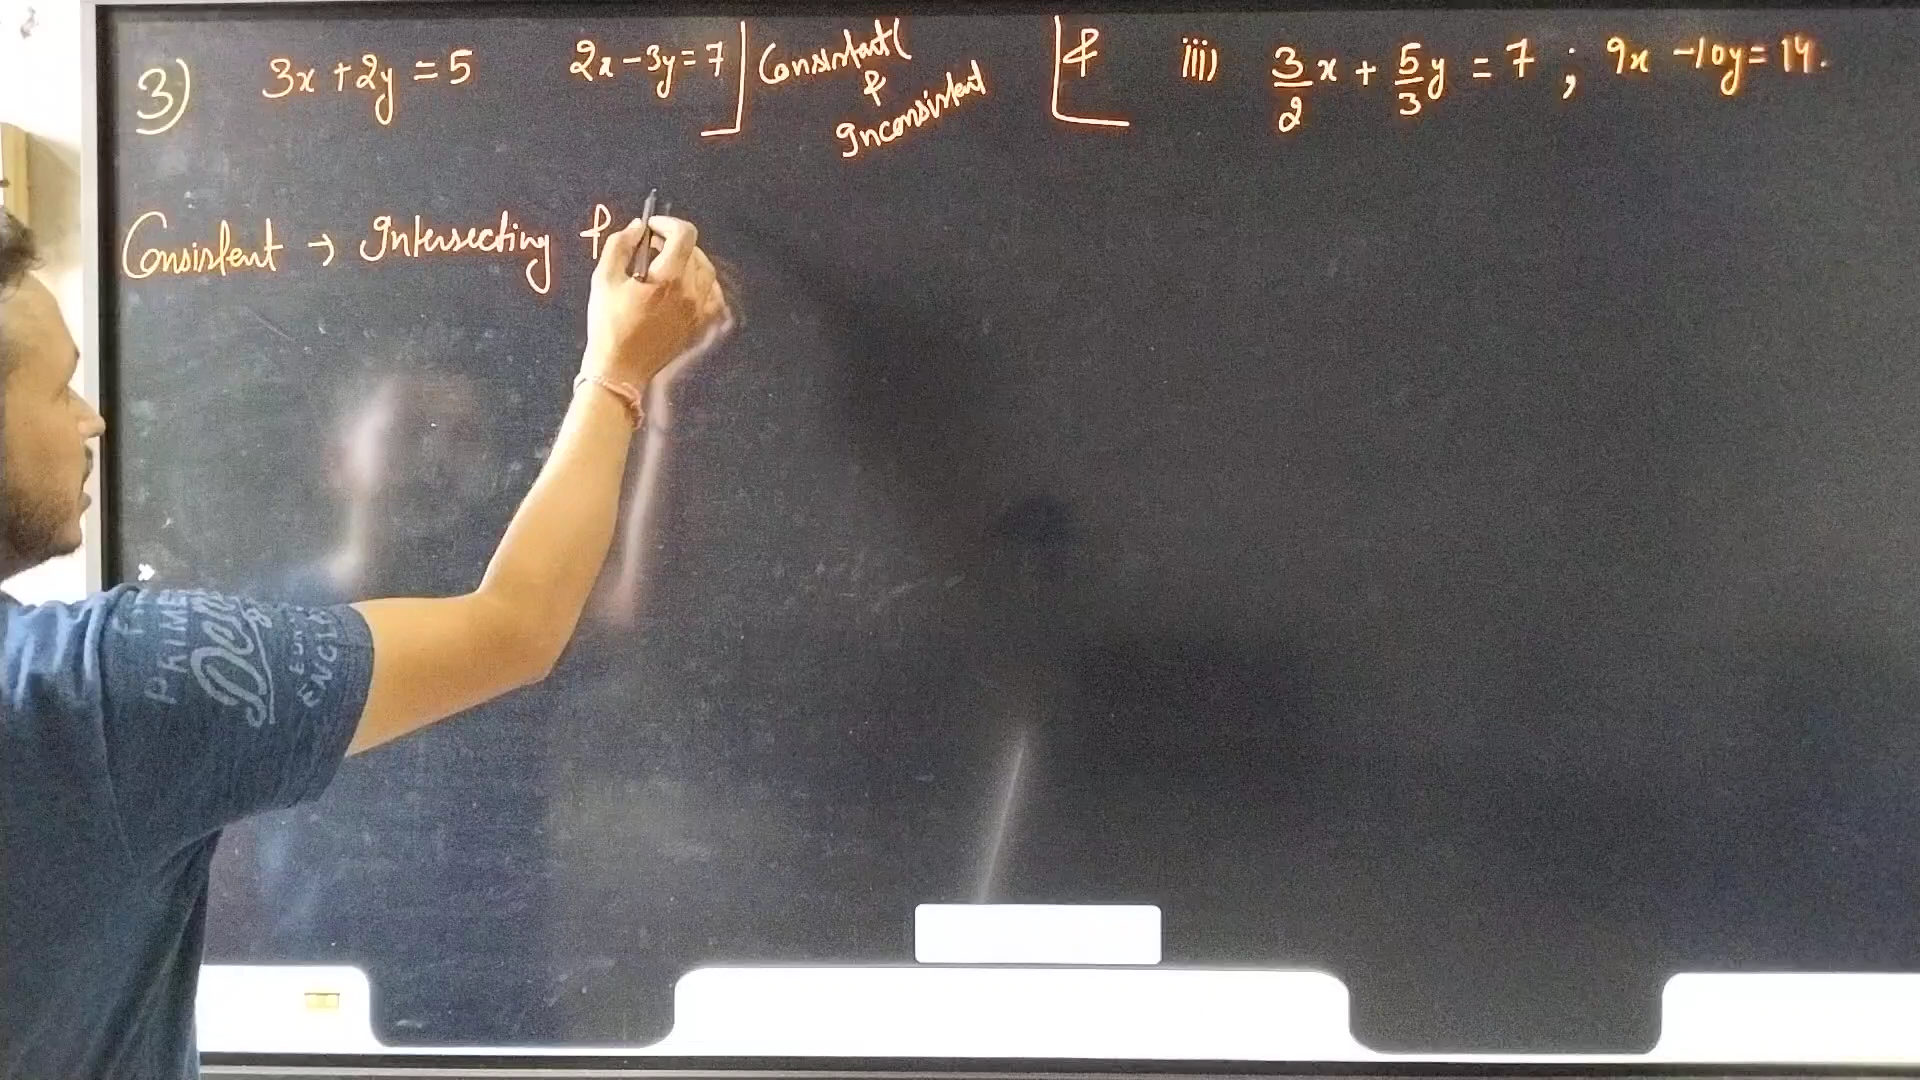 3) 3x + 2y = 5 2x - 3y = 7 ] Consistent & Inconsistent [ & iii) 3/2 x + 5/3 y = 7 ; 9x - 10y = 14.
Consistent → Intersecting &
PRIME